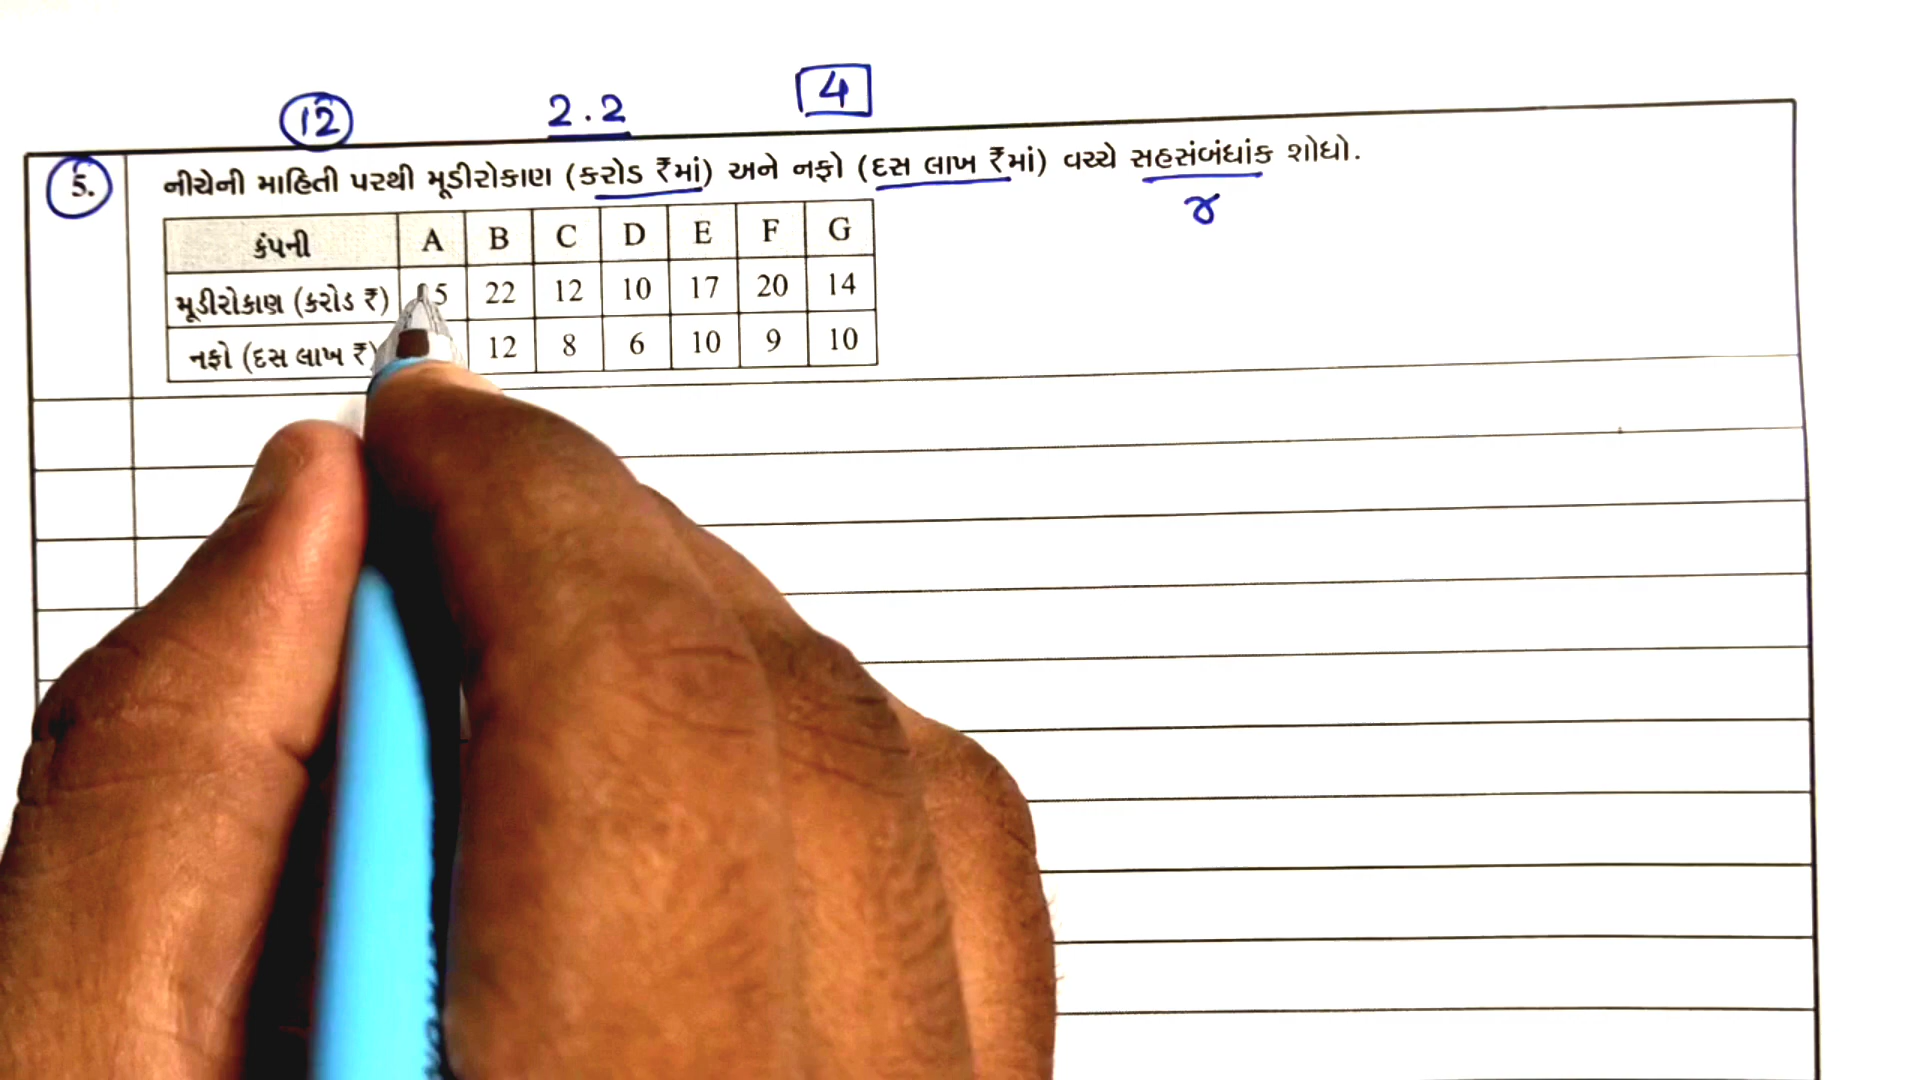 12 2.2 4
5. નીચેની માહિતી પરથી મૂડીરોકાણ (કરોડ ₹માં) અને નફો (દસ લાખ ₹માં) વચ્ચે સહસંબંધાંક શોધો.
r
કંપની A B C D E F G
મૂડીરોકાણ (કરોડ ₹) 5 22 12 10 17 20 14
નફો (દસ લાખ ₹) 12 8 6 10 9 10